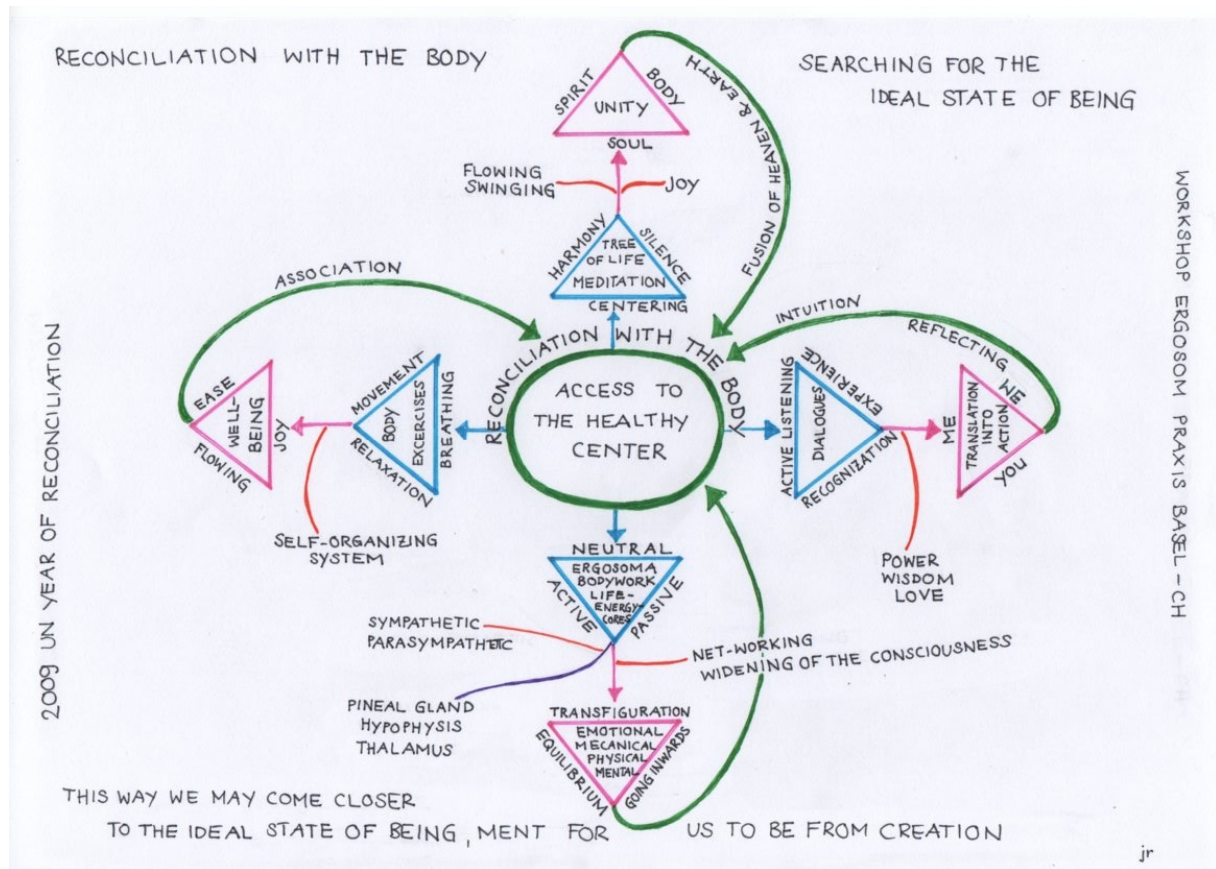 RECONCILIATION WITH THE BODY
SEARCHING FOR THE
IDEAL STATE OF BEING
SPIRIT
BODY
UNITY
SOUL
FUSION OF HEAVEN & EARTH
FLOWING
SWINGING
JOY
HARMONY
SILENCE
TREE
OF LIFE
MEDITATION
CENTERING
ASSOCIATION
INTUITION
REFLECTING
RECONCILIATION WITH THE BODY
ACCESS TO
THE HEALTHY
CENTER
EASE
WELL-
BEING
JOY
FLOWING
MOVEMENT
BODY
EXCERCISES
BREATHING
RELAXATION
SELF-ORGANIZING
SYSTEM
ACTIVE LISTENING
DIALOGUES
EXPERIENCE
RECOGNIZATION
ME
TRANSLATION
INTO
ACTION
EM
YOU
POWER
WISDOM
LOVE
NEUTRAL
ERGOSOMA
BODYWORK
LIFE-
ENERGY-
CORES
ACTIVE
PASSIVE
SYMPATHETIC
PARASYMPATHETIC
PINEAL GLAND
HYPOPHYSIS
THALAMUS
NET-WORKING
WIDENING OF THE CONSCIOUSNESS
TRANSFIGURATION
EMOTIONAL
MECANICAL
PHYSICAL
MENTAL
EQUILIBRIUM
GOING INWARDS
2009 UN YEAR OF RECONCILIATION
WORKSHOP ERGOSOM PRAXIS BASEL-CH
THIS WAY WE MAY COME CLOSER
TO THE IDEAL STATE OF BEING, MENT FOR US TO BE FROM CREATION
jr